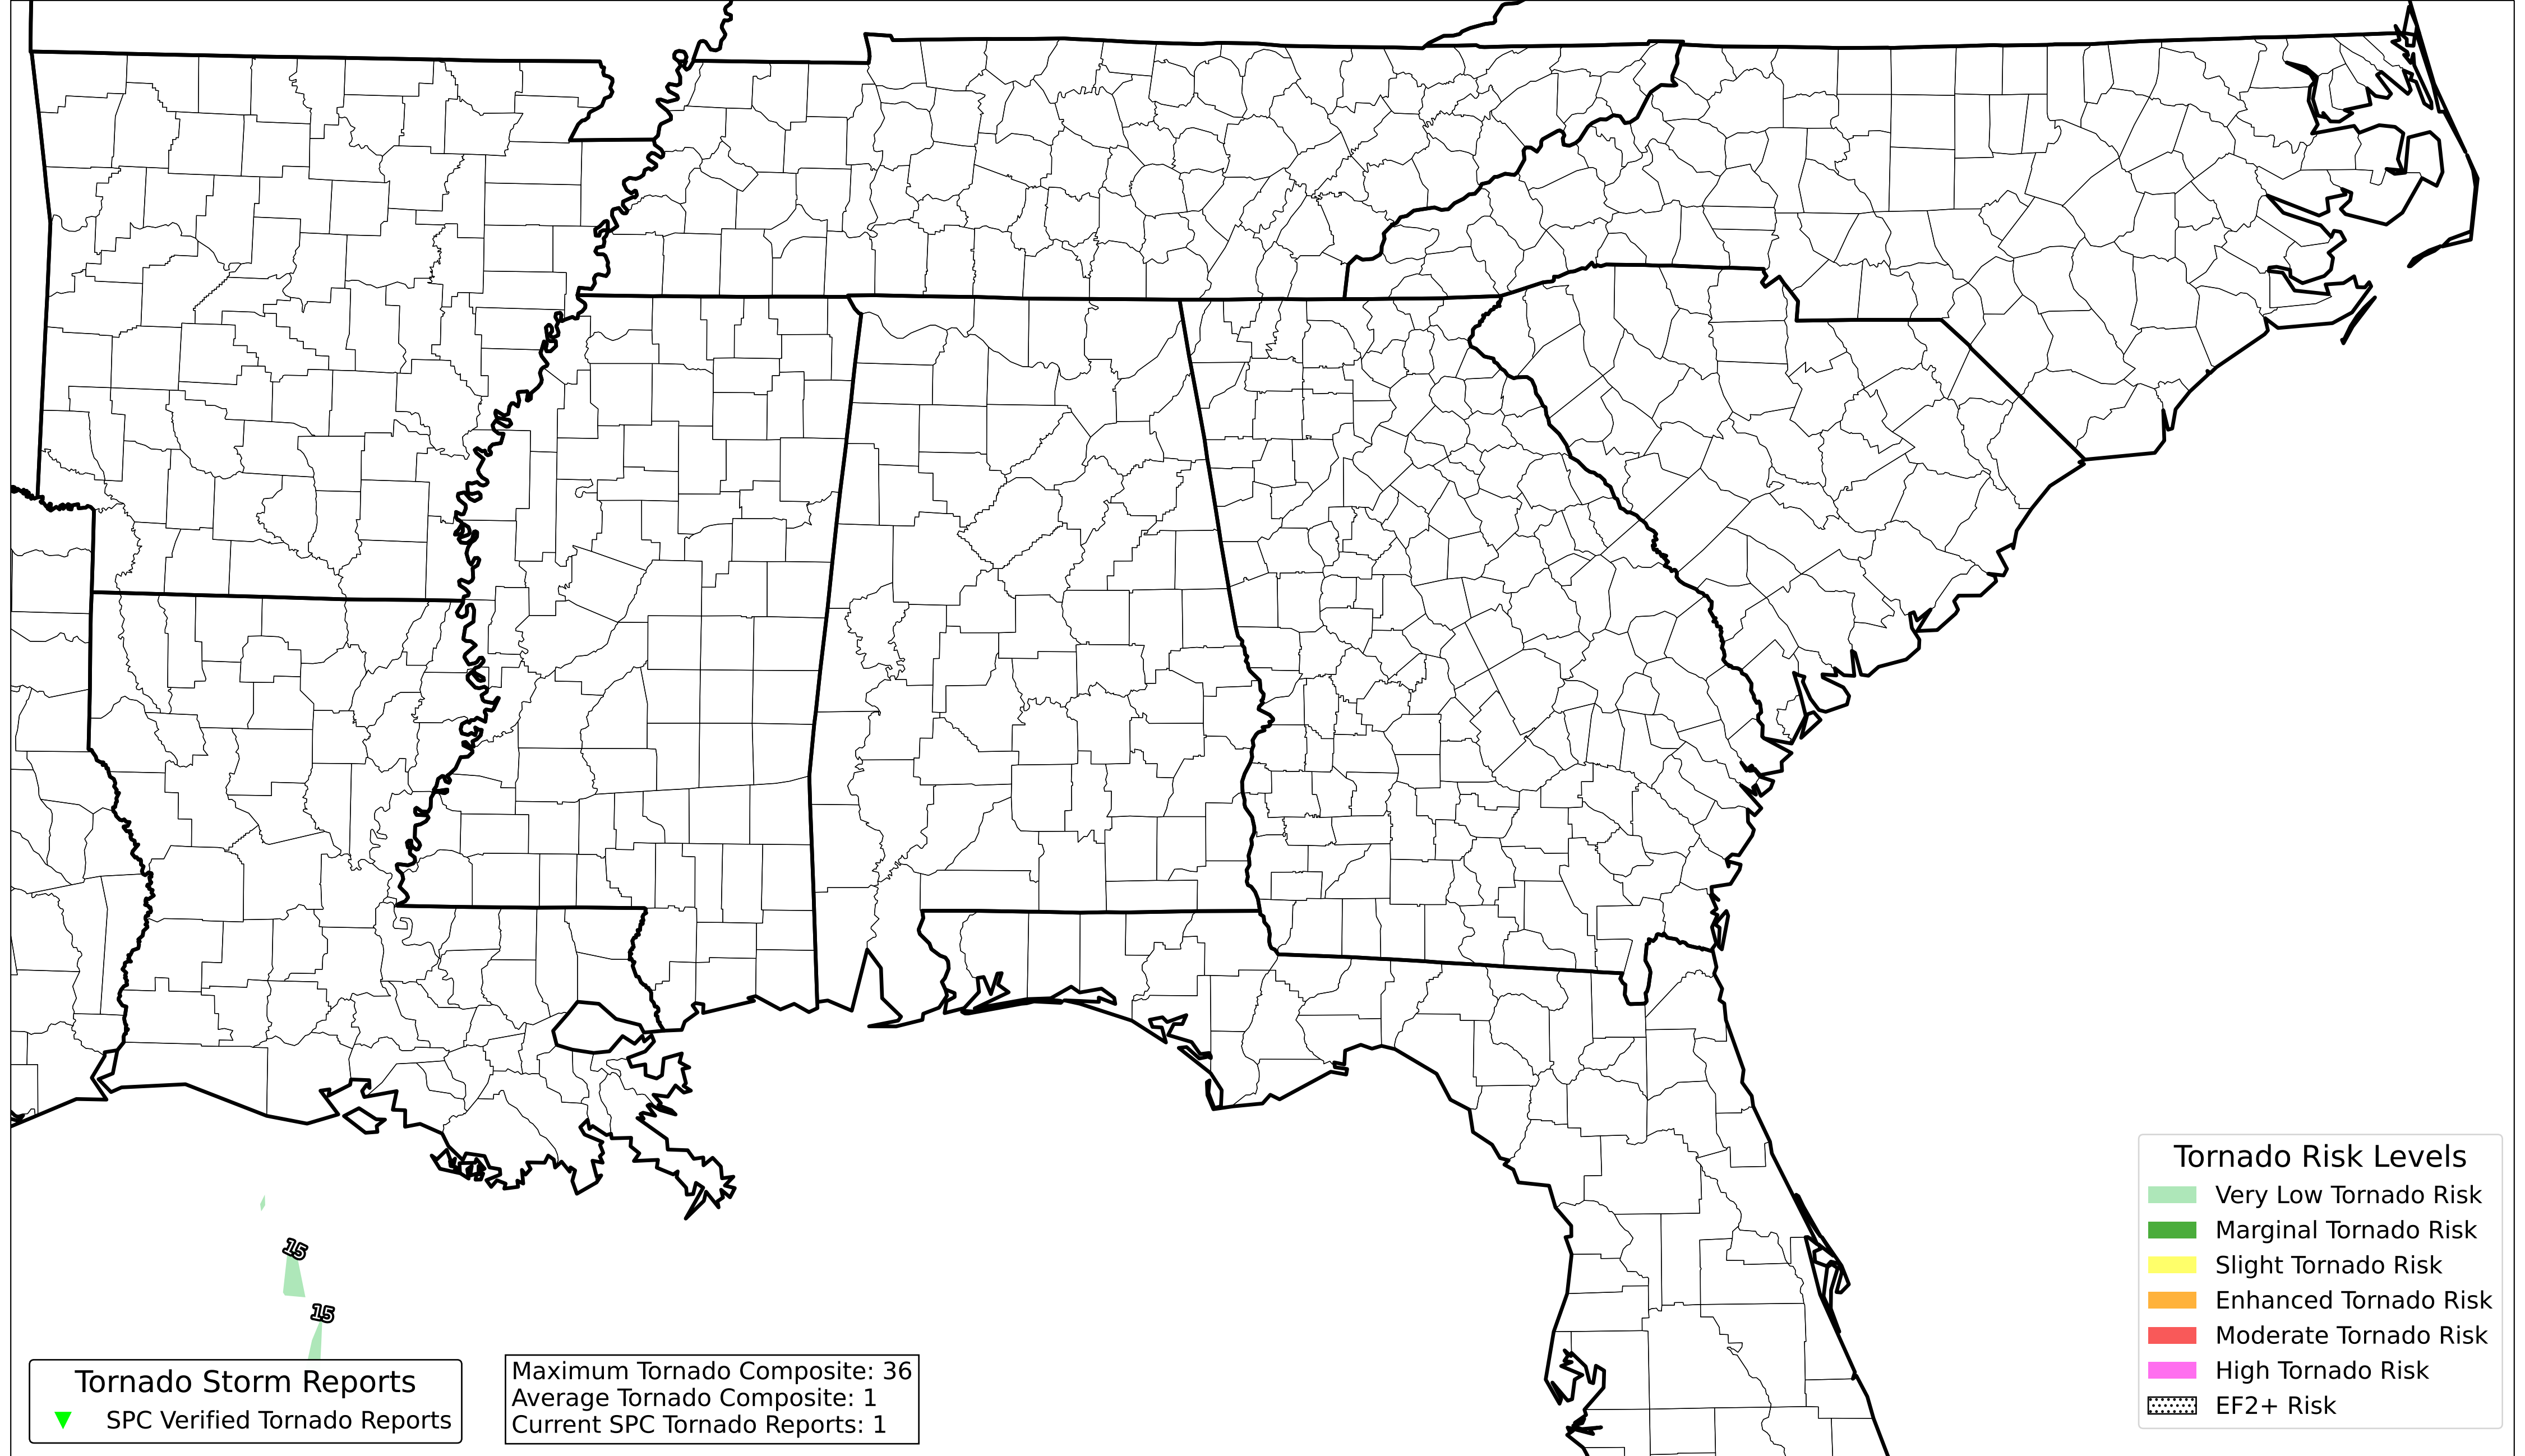 15
15
Tornado Storm Reports
SPC Verified Tornado Reports
Maximum Tornado Composite: 36
Average Tornado Composite: 1
Current SPC Tornado Reports: 1
Tornado Risk Levels
Very Low Tornado Risk
Marginal Tornado Risk
Slight Tornado Risk
Enhanced Tornado Risk
Moderate Tornado Risk
High Tornado Risk
EF2+ Risk